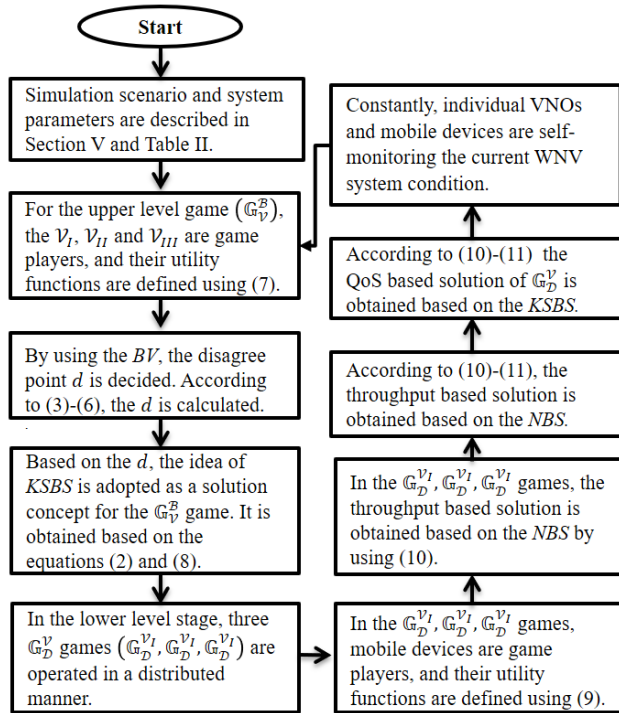 Start
Simulation scenario and system
parameters are described in
Section V and Table II.
For the upper level game (𝔾_𝒱^ℬ),
the 𝒱_I, 𝒱_II and 𝒱_III are game
players, and their utility
functions are defined using (7).
By using the BV, the disagree
point d is decided. According
to (3)-(6), the d is calculated.
.
Based on the d, the idea of
KSBS is adopted as a solution
concept for the 𝔾_𝒱^ℬ game. It is
obtained based on the
equations (2) and (8).
In the lower level stage, three
𝔾_𝒟^𝒱 games (𝔾_𝒟^𝒱_I, 𝔾_𝒟^𝒱_I, 𝔾_𝒟^𝒱_I) are
operated in a distributed
manner.
In the 𝔾_𝒟^𝒱_I, 𝔾_𝒟^𝒱_I, 𝔾_𝒟^𝒱_I games,
mobile devices are game
players, and their utility
functions are defined using (9).
In the 𝔾_𝒟^𝒱_I, 𝔾_𝒟^𝒱_I, 𝔾_𝒟^𝒱_I games, the
throughput based solution is
obtained based on the NBS by
using (10).
According to (10)-(11), the
throughput based solution is
obtained based on the NBS.
According to (10)-(11) the
QoS based solution of 𝔾_𝒟^𝒱 is
obtained based on the KSBS.
Constantly, individual VNOs
and mobile devices are self-
monitoring the current WNV
system condition.